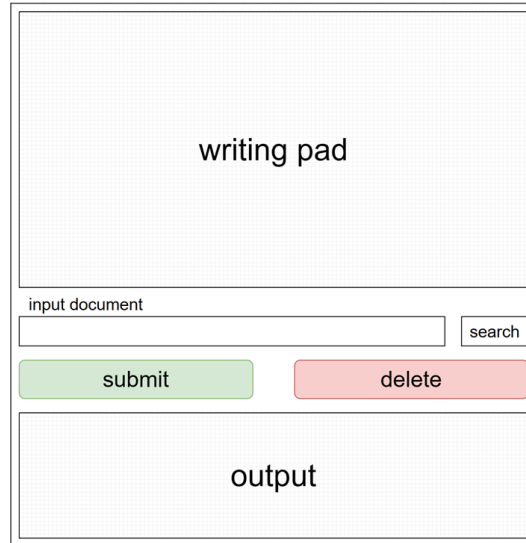 writing pad
input document
search
submit
delete
output